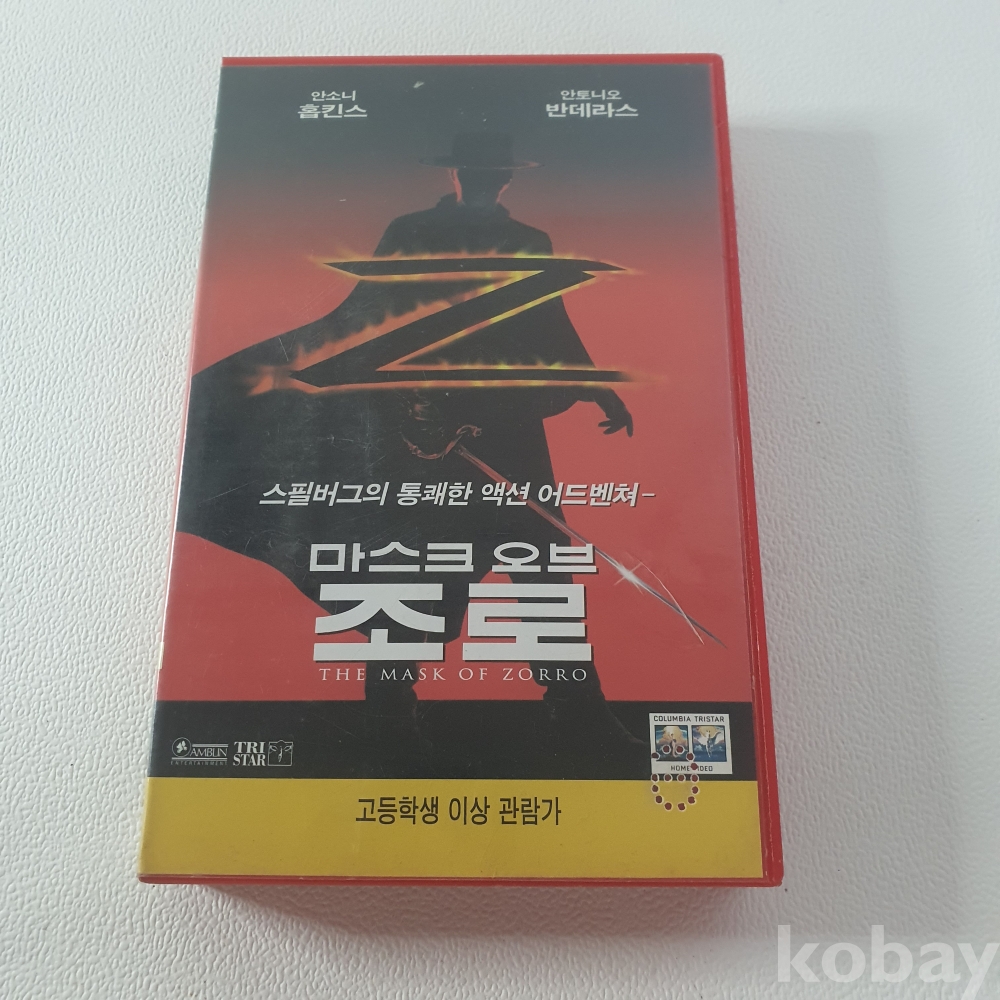 안소니
홉킨스
안토니오
반데라스
Z
스필버그의 통쾌한 액션 어드벤쳐-
마스크 오브
조로
THE MASK OF ZORRO
AMBLIN
ENTERTAINMENT
TRI
STAR
COLUMBIA TRISTAR
HOME VIDEO
고등학생 이상 관람가
kobay